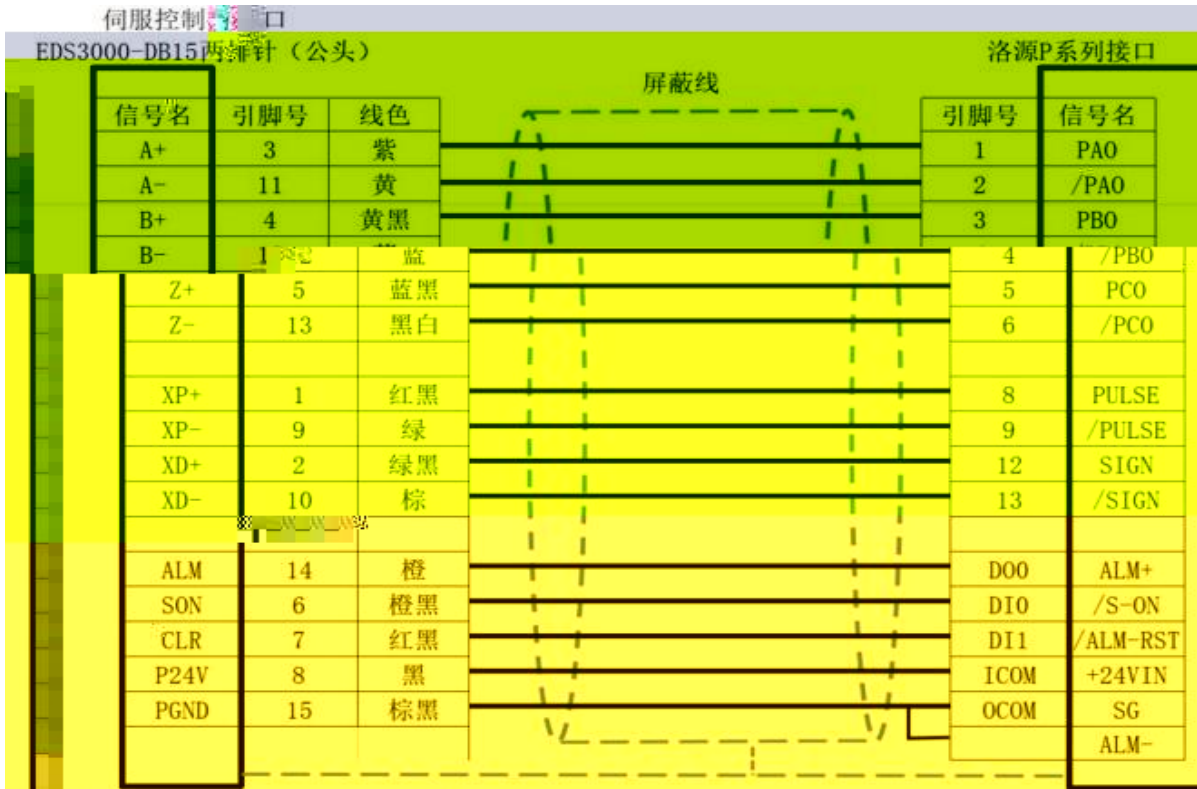 伺服控制 口
EDS3000-DB15两排针（公头） 洛源P系列接口
屏蔽线
信号名 引脚号 线色 引脚号 信号名
A+ 3 紫 1 PAO
A- 11 黄 2 /PAO
B+ 4 黄黑 3 PBO
B- 蓝 4 /PBO
Z+ 5 蓝黑 5 PCO
Z- 13 黑白 6 /PCO
XP+ 1 红黑 8 PULSE
XP- 9 绿 9 /PULSE
XD+ 2 绿黑 12 SIGN
XD- 10 棕 13 /SIGN
ALM 14 橙 DO0 ALM+
SON 6 橙黑 DI0 /S-ON
CLR 7 红黑 DI1 /ALM-RST
P24V 8 黑 ICOM +24VIN
PGND 15 棕黑 OCOM SG
ALM-